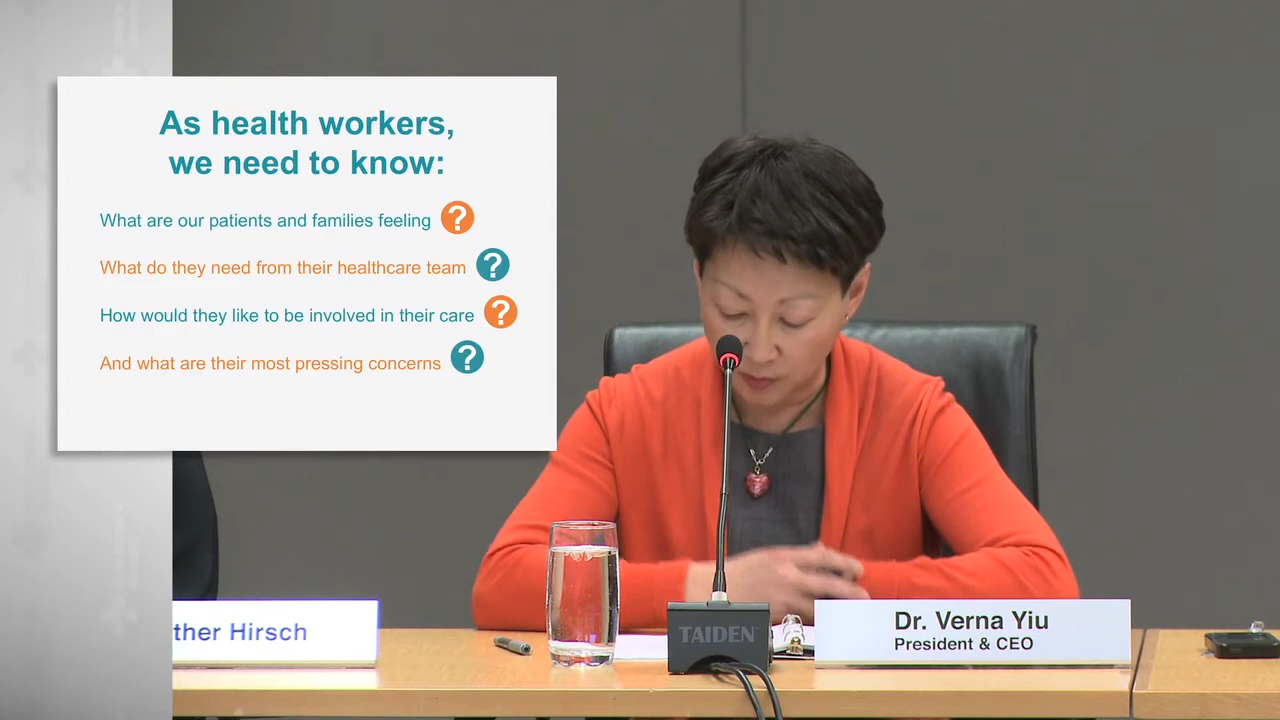 As health workers,
we need to know:
What are our patients and families feeling ?
What do they need from their healthcare team ?
How would they like to be involved in their care ?
And what are their most pressing concerns ?
ther Hirsch
TAIDEN
Dr. Verna Yiu
President & CEO